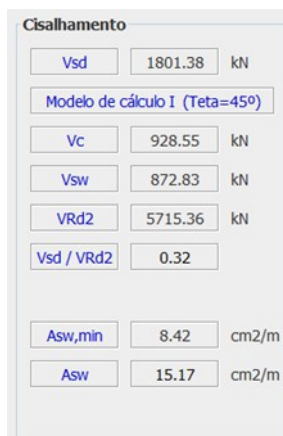 Cisalhamento
Vsd 1801.38 kN
Modelo de cálculo I (Teta=45º)
Vc 928.55 kN
Vsw 872.83 kN
VRd2 5715.36 kN
Vsd / VRd2 0.32
Asw,min 8.42 cm2/m
Asw 15.17 cm2/m